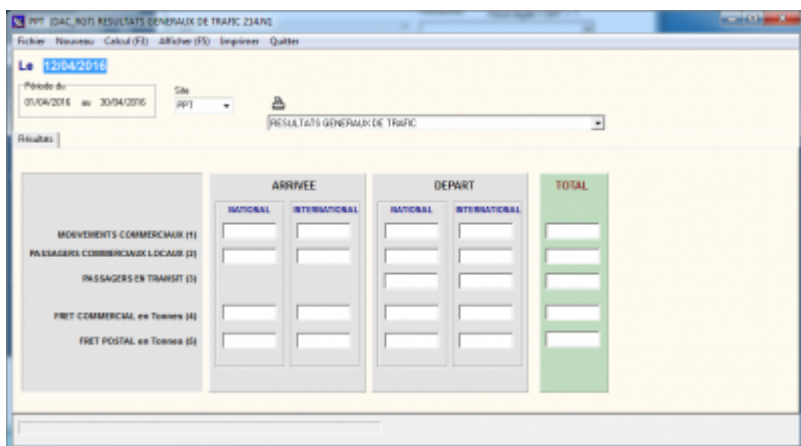 PPT (DAC_RGT) RESULTATS GENERAUX DE TRAFIC 214.N1
Fichier Nouveau Calcul (F3) Afficher (F5) Imprimer Quitter
Le 12/04/2016
Période du
01/04/2016 au 30/04/2016
Site
PPT
RESULTATS GENERAUX DE TRAFIC
Résultats
ARRIVEE DEPART TOTAL
NATIONAL INTERNATIONAL NATIONAL INTERNATIONAL
MOUVEMENTS COMMERCIAUX (1)
PASSAGERS COMMERCIAUX LOCAUX (2)
PASSAGERS EN TRANSIT (3)
FRET COMMERCIAL en Tonnes (4)
FRET POSTAL en Tonnes (5)